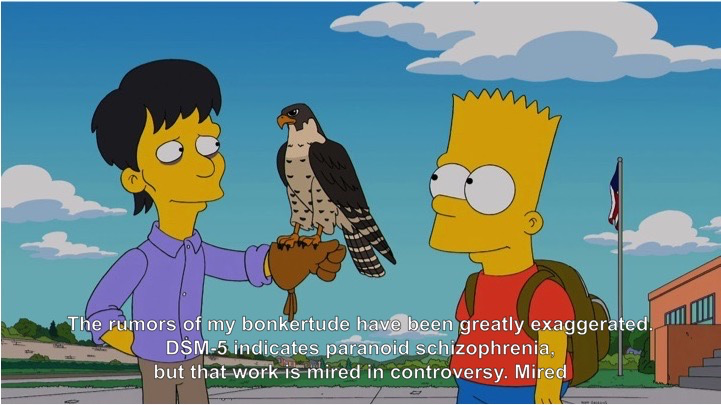 The rumors of my bonkertude have been greatly exaggerated.
DSM-5 indicates paranoid schizophrenia,
but that work is mired in controversy. Mired